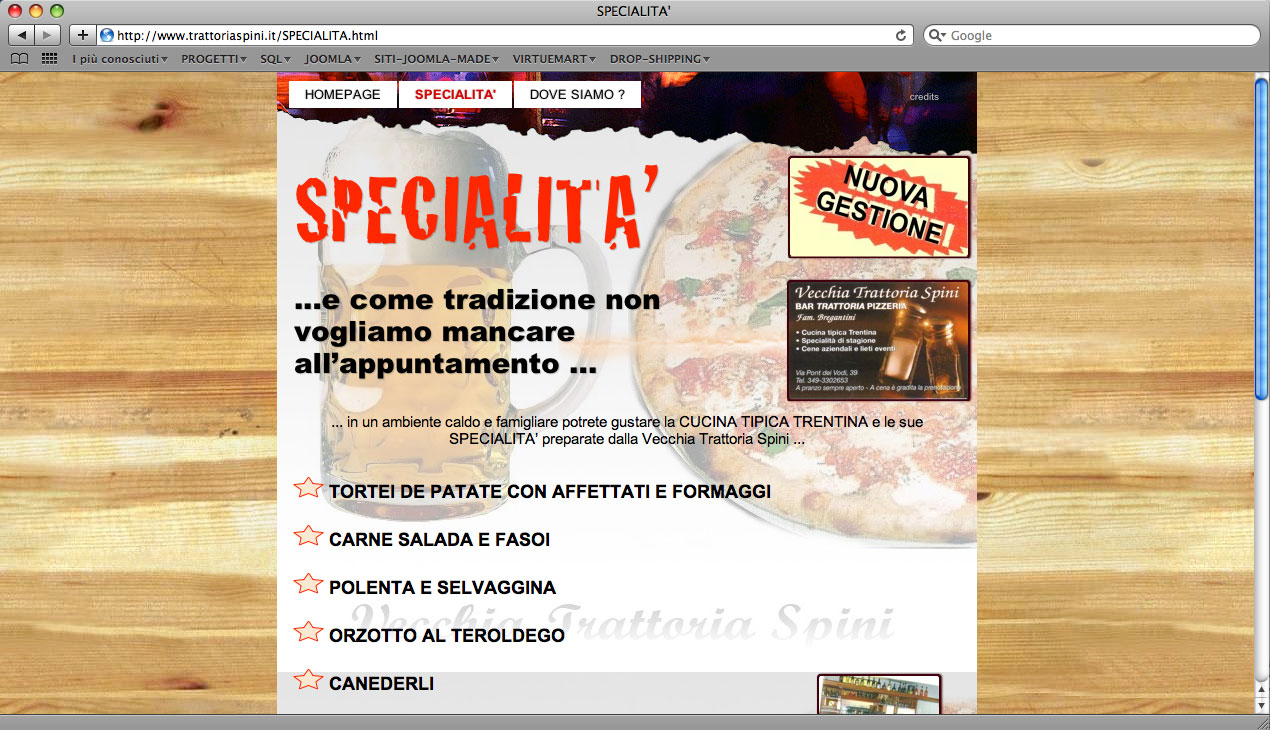 SPECIALITA'
http://www.trattoriaspini.it/SPECIALITA.html
Google
I più conosciuti
PROGETTI
SQL
JOOMLA
SITI-JOOMLA-MADE
VIRTUEMART
DROP-SHIPPING
HOMEPAGE
SPECIALITA'
DOVE SIAMO ?
credits
SPECIALITA'
NUOVA
GESTIONE!
...e come tradizione non
vogliamo mancare
all'appuntamento ...
Vecchia Trattoria Spini
BAR TRATTORIA PIZZERIA
Fam. Bregantini
• Cucina tipica Trentina
• Specialità di stagione
• Cene aziendali e lieti eventi
Via Pont dei Vodi, 39
Tel. 349-3302653
A pranzo sempre aperto - A cena è gradita la prenotazione
... in un ambiente caldo e famigliare potrete gustare la CUCINA TIPICA TRENTINA e le sue
SPECIALITA' preparate dalla Vecchia Trattoria Spini ...
TORTEI DE PATATE CON AFFETTATI E FORMAGGI
CARNE SALADA E FASOI
POLENTA E SELVAGGINA
Vecchia Trattoria Spini
ORZOTTO AL TEROLDEGO
CANEDERLI